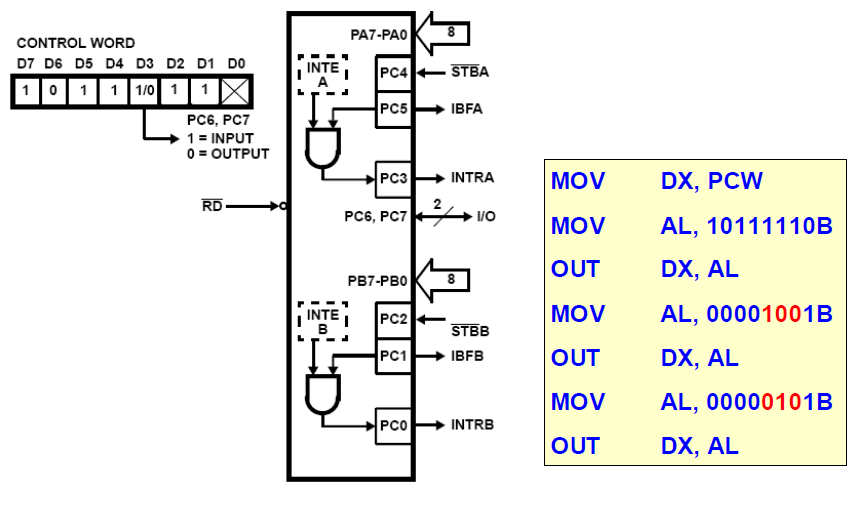 CONTROL WORD
D7 D6 D5 D4 D3 D2 D1 D0
1 0 1 1 1/0 1 1
PC6, PC7
1 = INPUT
0 = OUTPUT
RD
PA7-PA0
8
INTE
A
PC4
STBA
PC5
IBFA
PC3
INTRA
PC6, PC7
2
I/O
PB7-PB0
8
INTE
B
PC2
STBB
PC1
IBFB
PC0
INTRB
MOV DX, PCW
MOV AL, 10111110B
OUT DX, AL
MOV AL, 00001001B
OUT DX, AL
MOV AL, 00000101B
OUT DX, AL